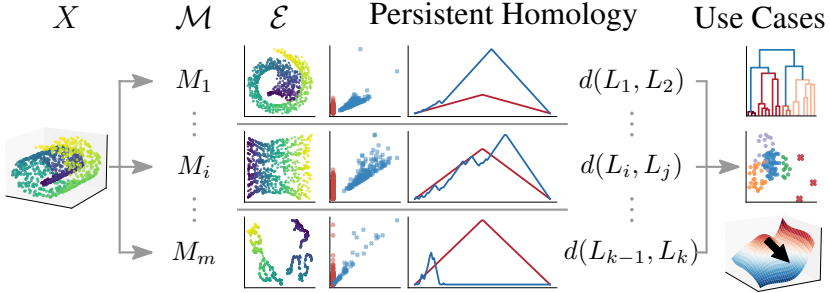 X M E Persistent Homology Use Cases
M₁ d(L₁, L₂)
⋮ ⋮
Mᵢ d(Lᵢ, Lⱼ)
⋮ ⋮
Mₘ d(Lₖ₋₁, Lₖ)